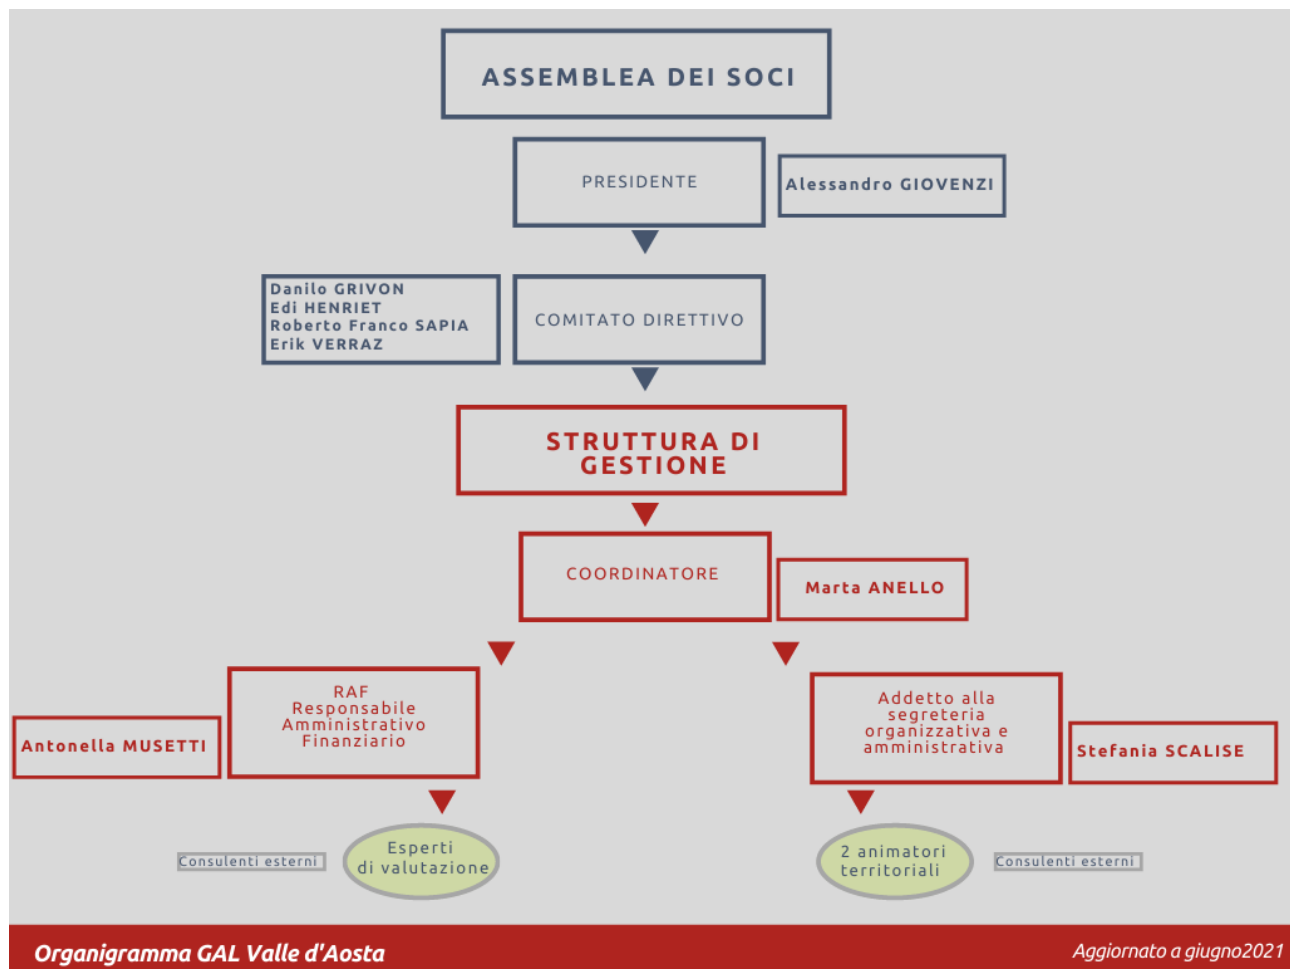 ASSEMBLEA DEI SOCI
PRESIDENTE
Alessandro GIOVENZI
Danilo GRIVON
Edi HENRIET
Roberto Franco SAPIA
Erik VERRAZ
COMITATO DIRETTIVO
STRUTTURA DI
GESTIONE
COORDINATORE
Marta ANELLO
Antonella MUSETTI
RAF
Responsabile
Amministrativo
Finanziario
Addetto alla
segreteria
organizzativa e
amministrativa
Stefania SCALISE
Consulenti esterni
Esperti
di valutazione
2 animatori
territoriali
Consulenti esterni
Organigramma GAL Valle d'Aosta
Aggiornato a giugno2021